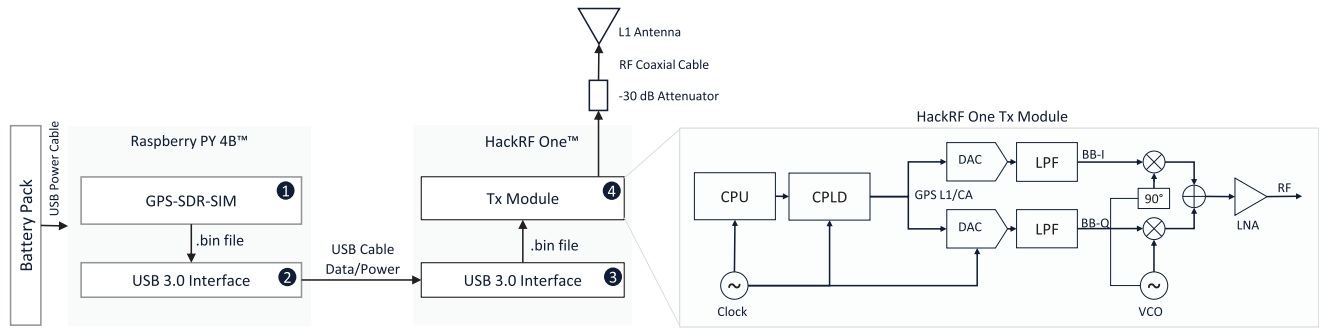 L1 Antenna
RF Coaxial Cable
-30 dB Attenuator
Battery Pack
USB Power Cable
Raspberry PY 4B™
GPS-SDR-SIM
1
.bin file
USB 3.0 Interface
2
USB Cable
Data/Power
HackRF One™
Tx Module
4
.bin file
USB 3.0 Interface
3
HackRF One Tx Module
CPU
CPLD
GPS L1/CA
DAC
LPF
BB-I
90°
DAC
LPF
BB-Q
LNA
RF
~
Clock
~
VCO